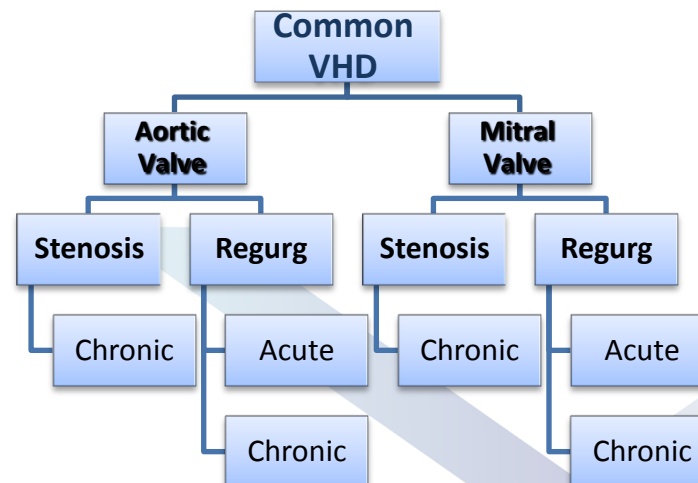 Common
VHD
Aortic
Valve
Mitral
Valve
Stenosis
Regurg
Stenosis
Regurg
Chronic
Acute
Chronic
Acute
Chronic
Chronic